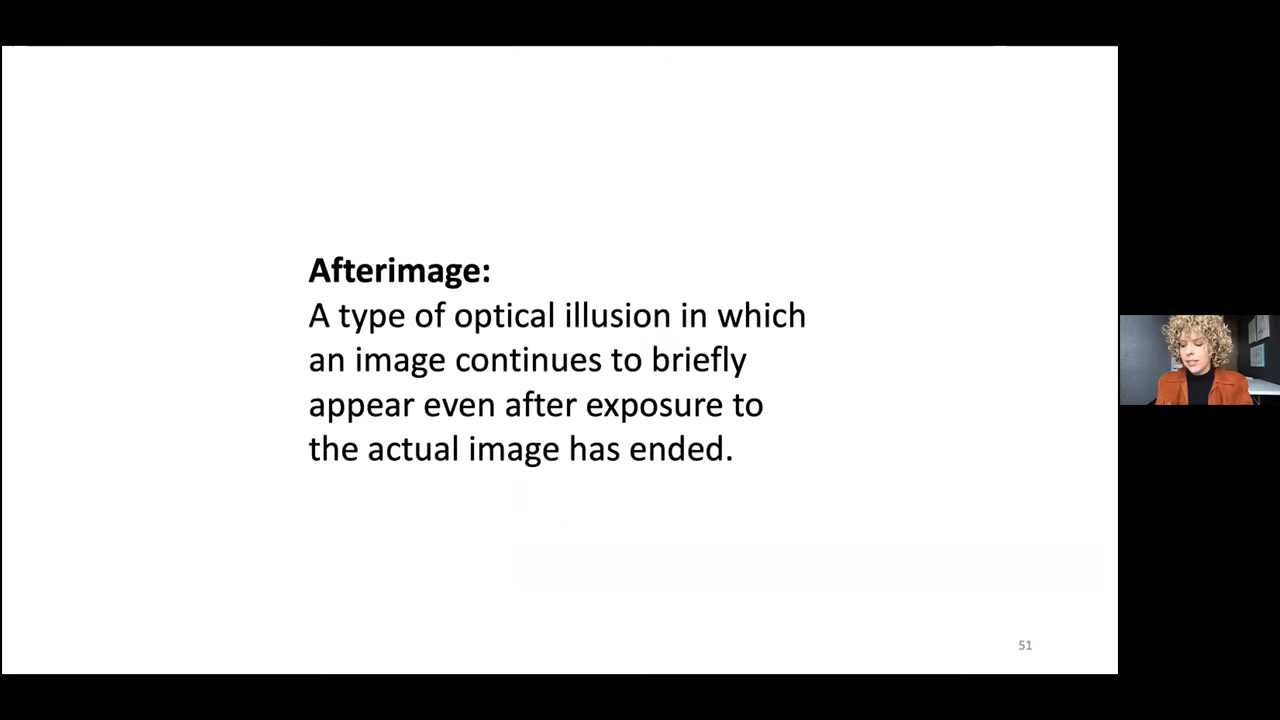 Afterimage:
A type of optical illusion in which
an image continues to briefly
appear even after exposure to
the actual image has ended.
51